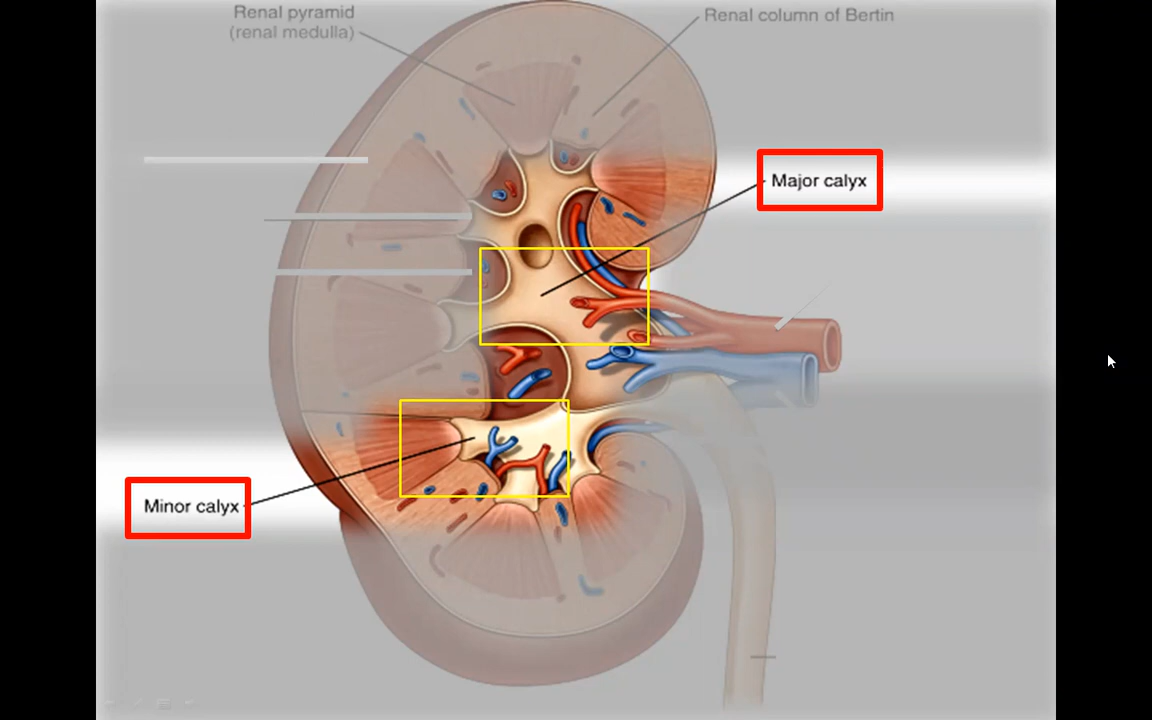 Renal pyramid
(renal medulla)
Renal column of Bertin
Major calyx
Minor calyx